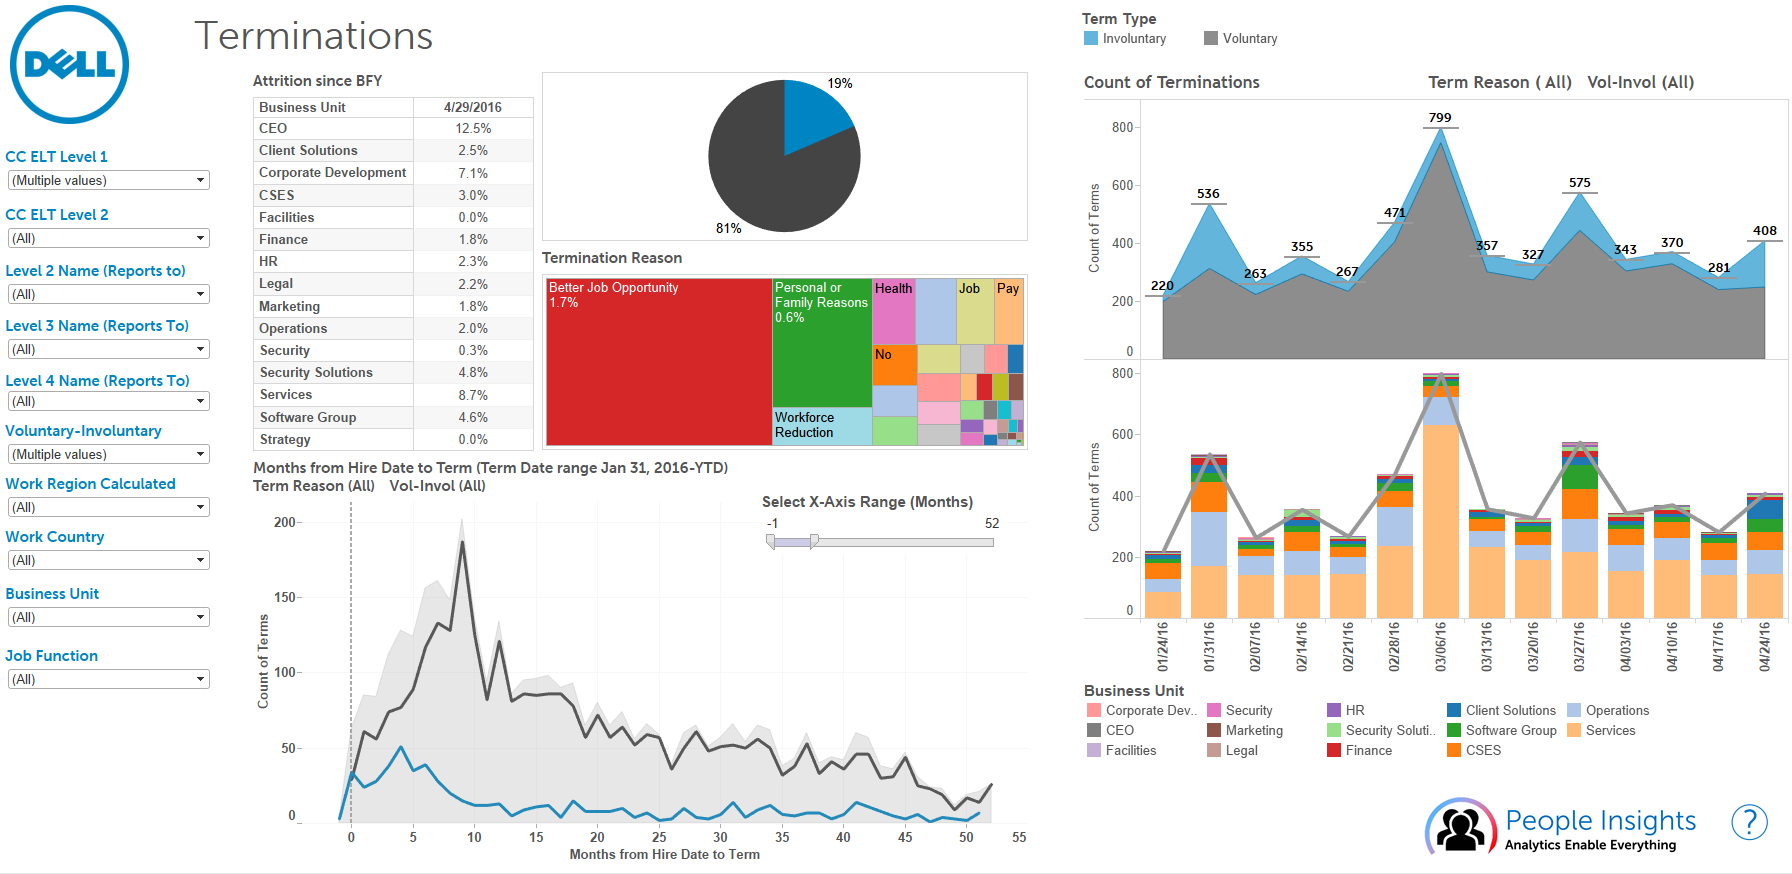 DELL
Terminations
CC ELT Level 1
(Multiple values)
CC ELT Level 2
(All)
Level 2 Name (Reports to)
(All)
Level 3 Name (Reports To)
(All)
Level 4 Name (Reports To)
(All)
Voluntary-Involuntary
(Multiple values)
Work Region Calculated
(All)
Work Country
(All)
Business Unit
(All)
Job Function
(All)
Attrition since BFY
Business Unit 4/29/2016
CEO 12.5%
Client Solutions 2.5%
Corporate Development 7.1%
CSES 3.0%
Facilities 0.0%
Finance 1.8%
HR 2.3%
Legal 2.2%
Marketing 1.8%
Operations 2.0%
Security 0.3%
Security Solutions 4.8%
Services 8.7%
Software Group 4.6%
Strategy 0.0%
19%
81%
Termination Reason
Better Job Opportunity
1.7%
Personal or
Family Reasons
0.6%
Workforce
Reduction
Health
No
Job
Pay
Months from Hire Date to Term (Term Date range Jan 31, 2016-YTD)
Term Reason (All) Vol-Invol (All)
Select X-Axis Range (Months)
-1 52
Count of Terms
200
150
100
50
0
0 5 10 15 20 25 30 35 40 45 50 55
Months from Hire Date to Term
Term Type
Involuntary Voluntary
Count of Terminations Term Reason ( All) Vol-Invol (All)
Count of Terms
800
600
400
200
0
220 536 263 355 267 471 799 357 327 575 343 370 281 408
Count of Terms
800
600
400
200
0
01/24/16 01/31/16 02/07/16 02/14/16 02/21/16 02/28/16 03/06/16 03/13/16 03/20/16 03/27/16 04/03/16 04/10/16 04/17/16 04/24/16
Business Unit
Corporate Dev.. Security HR Client Solutions Operations
CEO Marketing Security Soluti.. Software Group Services
Facilities Legal Finance CSES
People Insights
Analytics Enable Everything
?